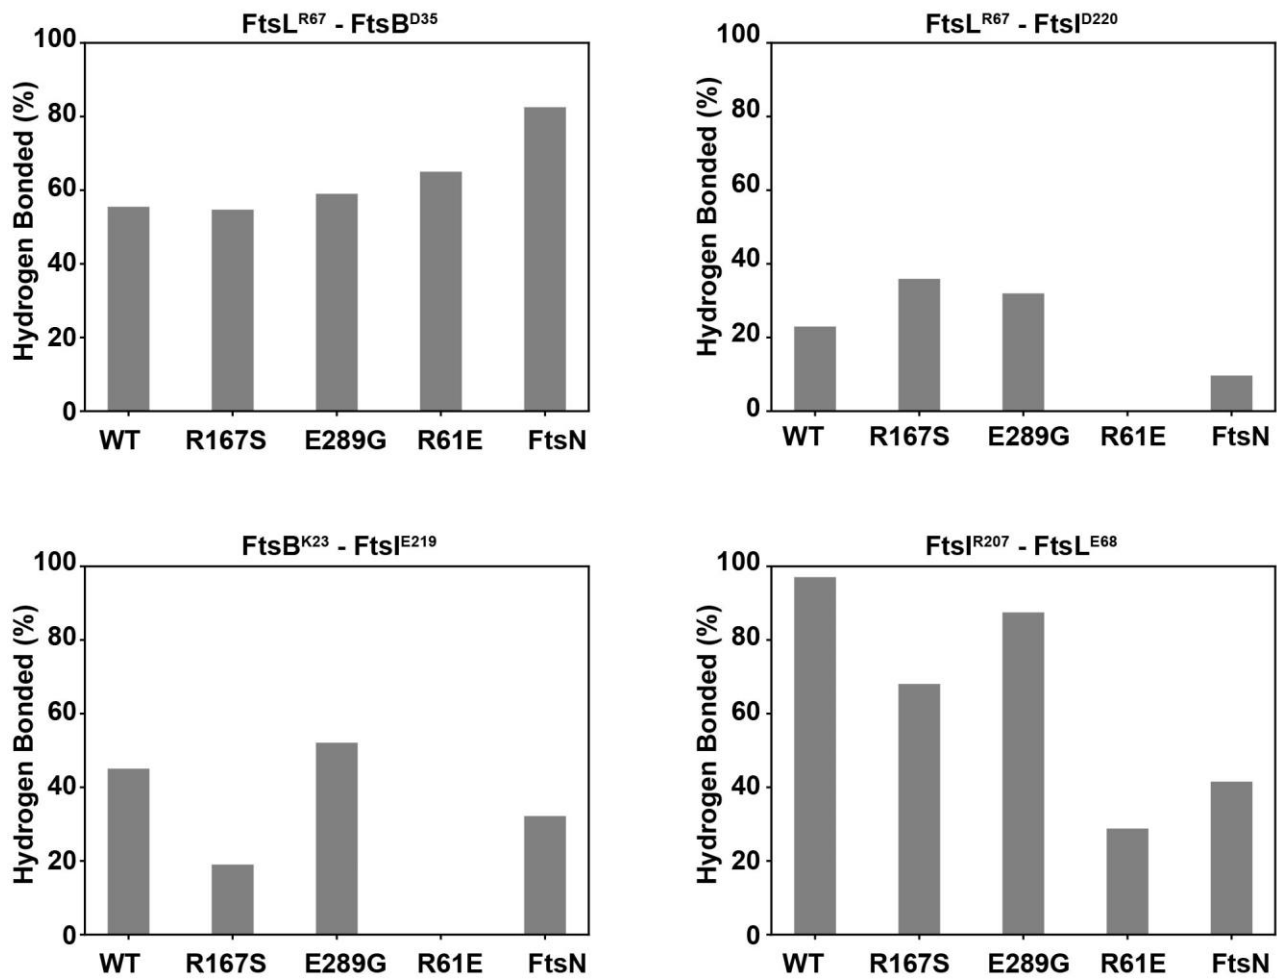 FtsL^R67 - FtsB^D35
Hydrogen Bonded (%)
100
80
60
40
20
0
WT R167S E289G R61E FtsN
FtsL^R67 - FtsI^D220
Hydrogen Bonded (%)
100
80
60
40
20
0
WT R167S E289G R61E FtsN
FtsB^K23 - FtsI^E219
Hydrogen Bonded (%)
100
80
60
40
20
0
WT R167S E289G R61E FtsN
FtsI^R207 - FtsL^E68
Hydrogen Bonded (%)
100
80
60
40
20
0
WT R167S E289G R61E FtsN